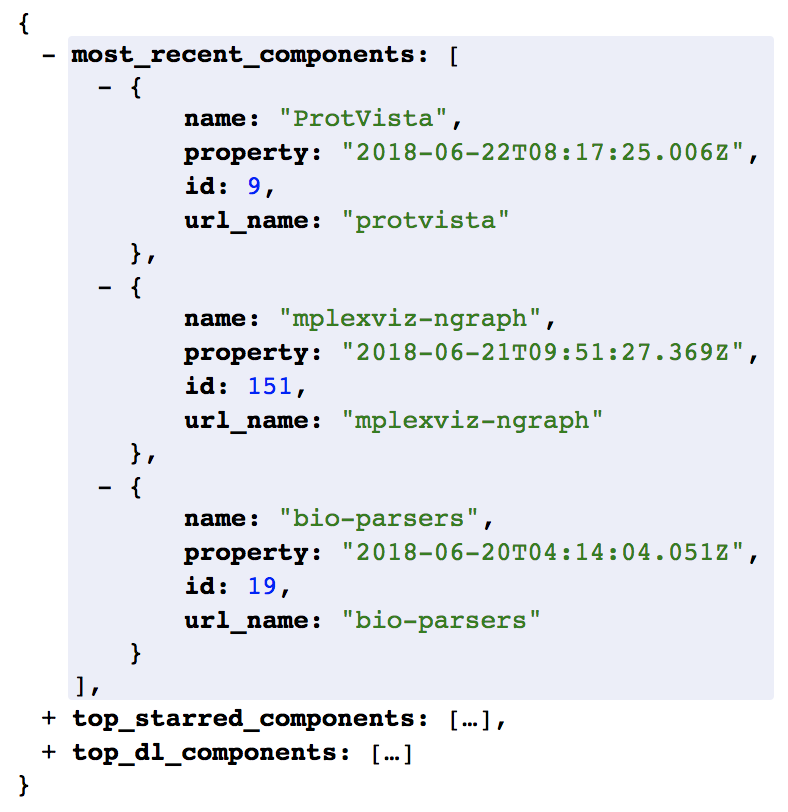 {
- most_recent_components: [
- {
name: "ProtVista",
property: "2018-06-22T08:17:25.006Z",
id: 9,
url_name: "protvista"
},
- {
name: "mplexviz-ngraph",
property: "2018-06-21T09:51:27.369Z",
id: 151,
url_name: "mplexviz-ngraph"
},
- {
name: "bio-parsers",
property: "2018-06-20T04:14:04.051Z",
id: 19,
url_name: "bio-parsers"
}
],
+ top_starred_components: […],
+ top_dl_components: […]
}